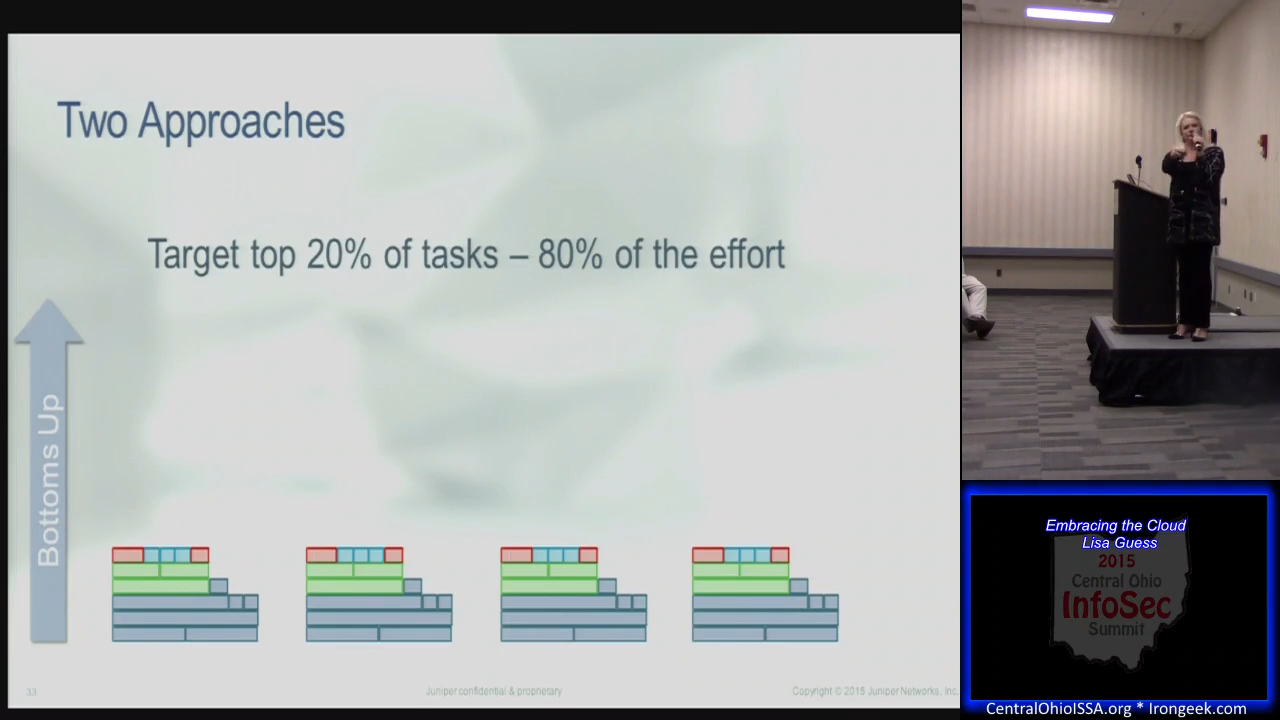 Two Approaches
Target top 20% of tasks – 80% of the effort
Bottoms Up
33
Juniper confidential & proprietary
Copyright © 2015 Juniper Networks, Inc.
Embracing the Cloud
Lisa Guess
2015
Central Ohio
InfoSec
Summit
CentralOhioISSA.org * Irongeek.com